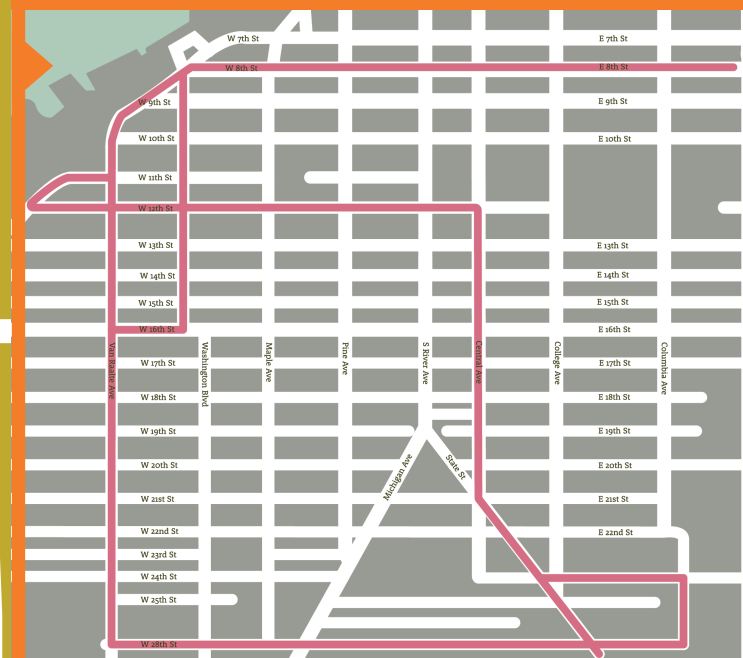 W 7th St
E 7th St
W 8th St
E 8th St
W 9th St
E 9th St
W 10th St
E 10th St
W 11th St
W 12th St
W 13th St
E 13th St
W 14th St
E 14th St
W 15th St
E 15th St
W 16th St
E 16th St
Van Raalte Ave
Washington Blvd
Maple Ave
Pine Ave
S River Ave
Central Ave
College Ave
Columbia Ave
W 17th St
E 17th St
W 18th St
E 18th St
W 19th St
E 19th St
Michigan Ave
State St
W 20th St
E 20th St
W 21st St
E 21st St
W 22nd St
E 22nd St
W 23rd St
W 24th St
W 25th St
W 28th St